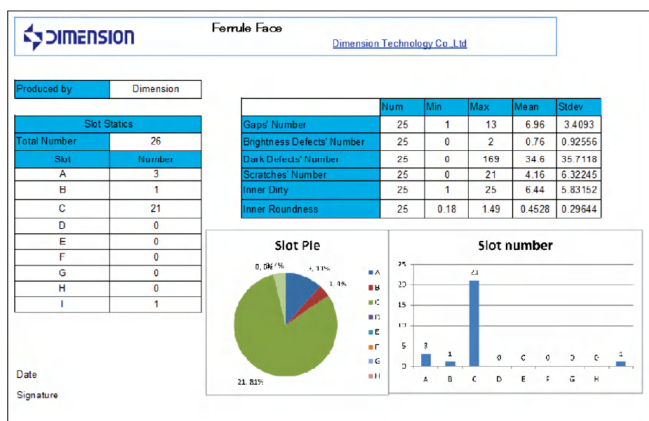 DIMENSION
Ferrule Face
Dimension Technology Co.,Ltd
Produced by Dimension
Slot Statics
Total Number 26
Slot Number
A 3
B 1
C 21
D 0
E 0
F 0
G 0
H 0
I 1
Num Min Max Mean Stdev
Gaps' Number 25 1 13 6.96 3.4093
Brightness Defects' Number 25 0 2 0.76 0.92556
Dark Defects' Number 25 0 169 34.6 35.7118
Scratches' Number 25 0 21 4.16 6.32245
Inner Dirty 25 1 25 6.44 5.83152
Inner Roundness 25 0.18 1.49 0.4528 0.29644
Slot Pie
21, 81%
A
B
C
D
E
F
G
H
Slot number
25
20
15
10
5
0
3 1 21 0 0 0 0 0 1
A B C D E F G H
Date
Signature